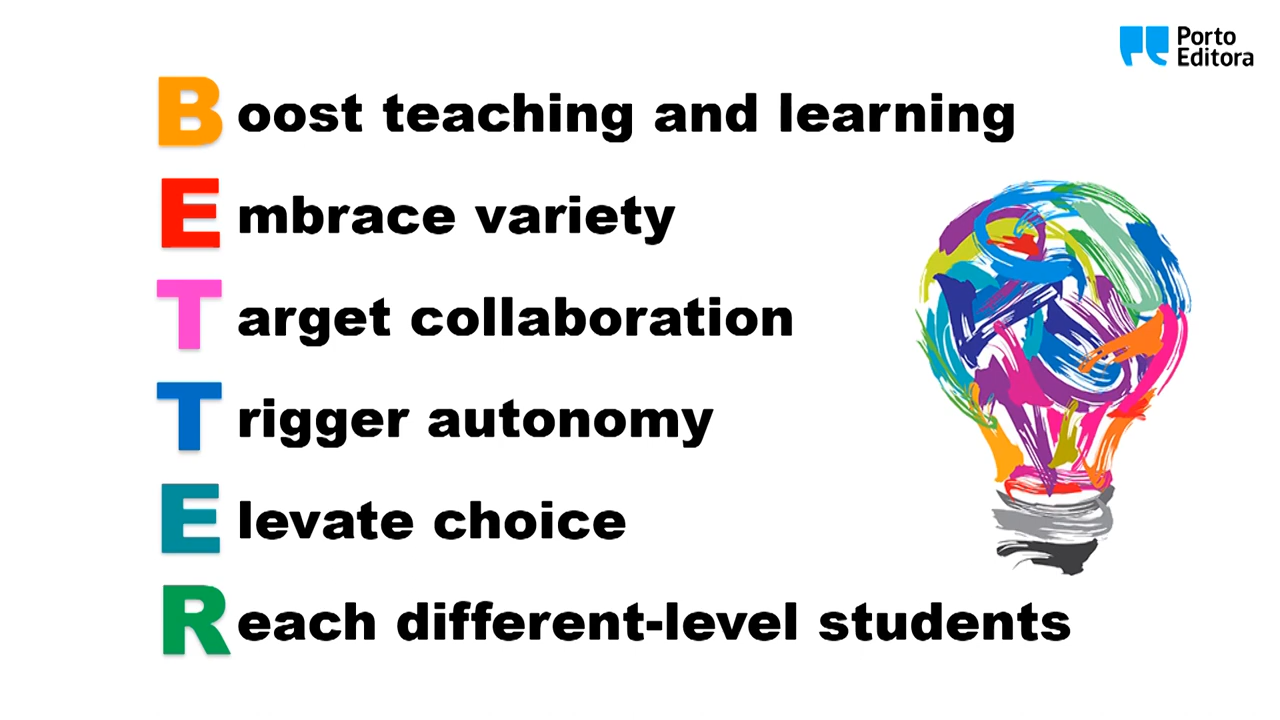 Porto
Editora
Boost teaching and learning
Embrace variety
Target collaboration
Trigger autonomy
Elevate choice
Reach different-level students